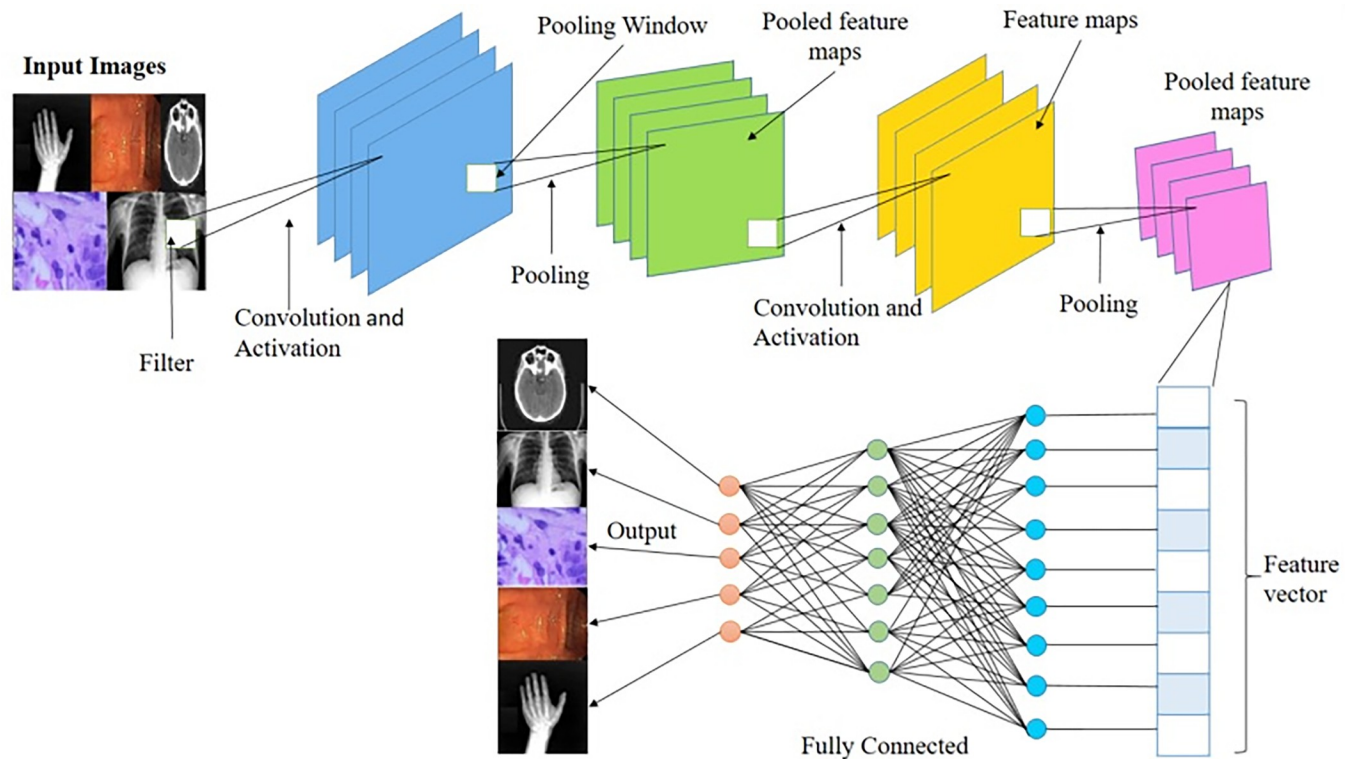 Input Images
Pooling Window
Pooled feature
maps
Feature maps
Pooled feature
maps
Filter
Convolution and
Activation
Pooling
Convolution and
Activation
Pooling
Output
Fully Connected
Feature
vector